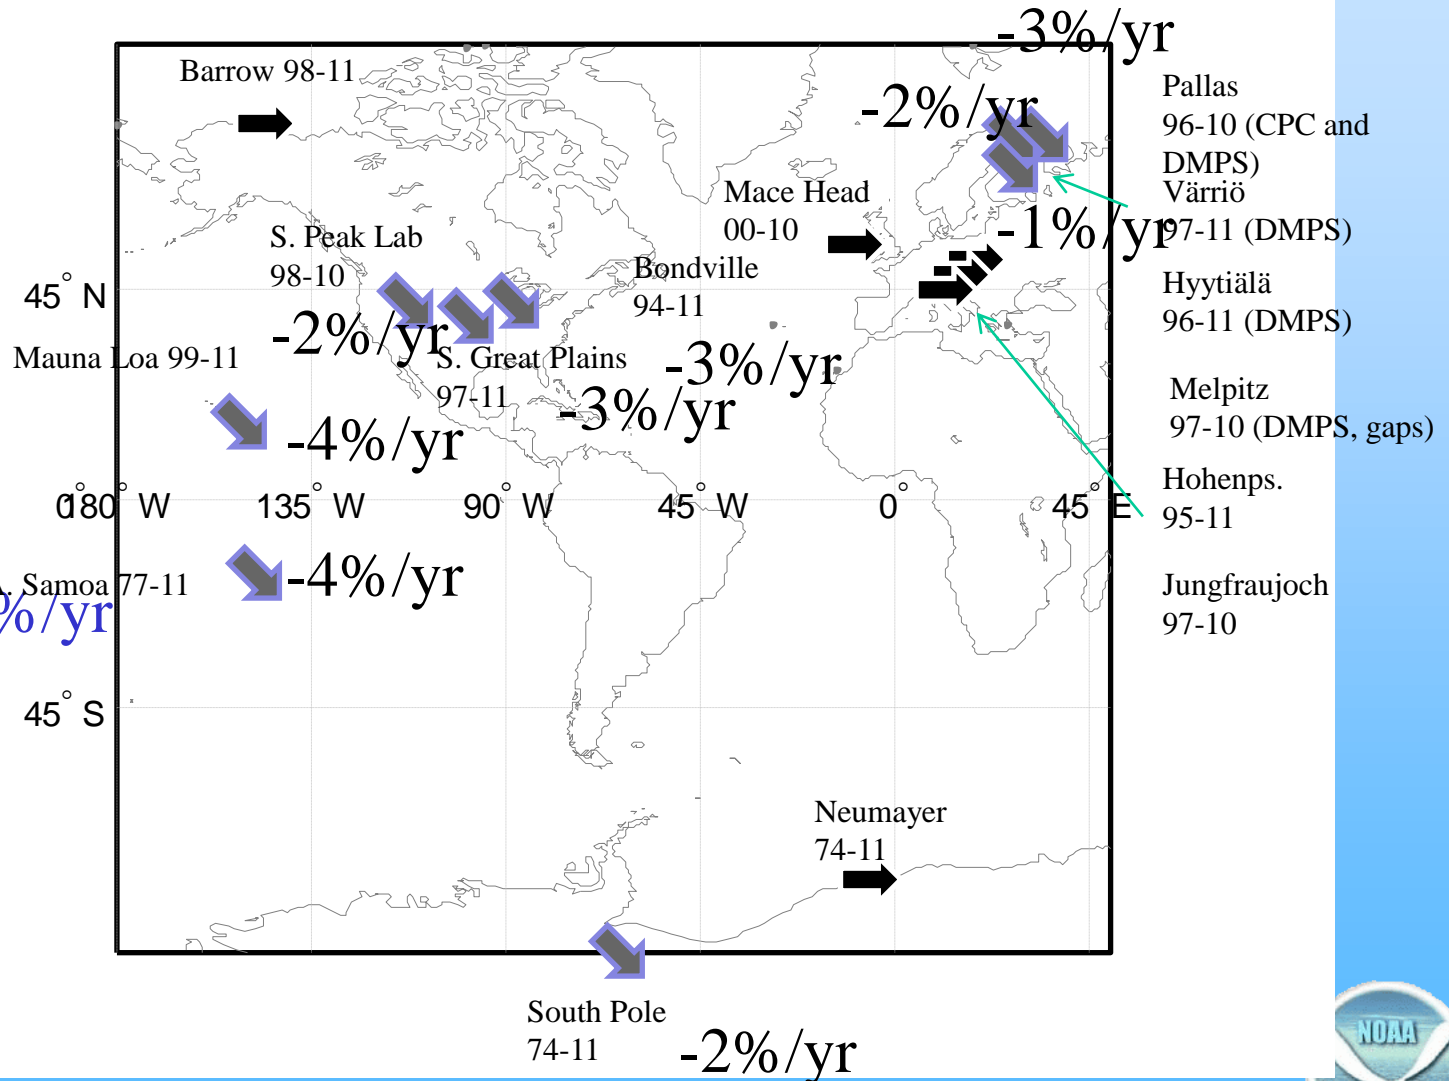 -3%/yr
Barrow 98-11
-2%/yr
Pallas
96-10 (CPC and
DMPS)
Mace Head
00-10
Värriö
97-11 (DMPS)
-1%/yr
S. Peak Lab
98-10
Bondville
94-11
Hyytiälä
96-11 (DMPS)
45° N
-2%/yr
Mauna Loa 99-11
S. Great Plains
97-11
-3%/yr
-3%/yr
Melpitz
97-10 (DMPS, gaps)
-4%/yr
Hohenps.
95-11
0°
180° W
135° W
90° W
45° W
0°
45° E
-4%/yr
A. Samoa 77-11
%/yr
Jungfraujoch
97-10
45° S
Neumayer
74-11
South Pole
74-11
-2%/yr
NOAA